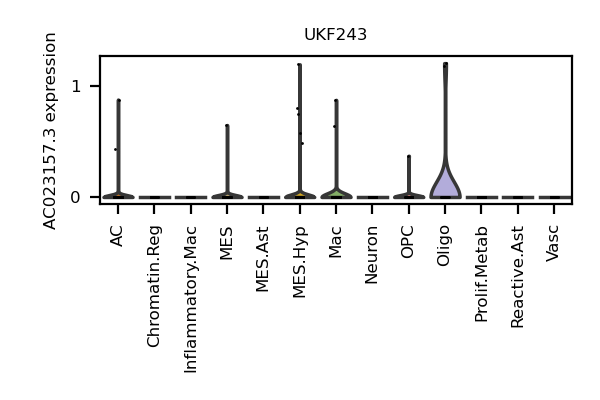 UKF243
AC023157.3 expression
1
0
AC
Chromatin.Reg
Inflammatory.Mac
MES
MES.Ast
MES.Hyp
Mac
Neuron
OPC
Oligo
Prolif.Metab
Reactive.Ast
Vasc